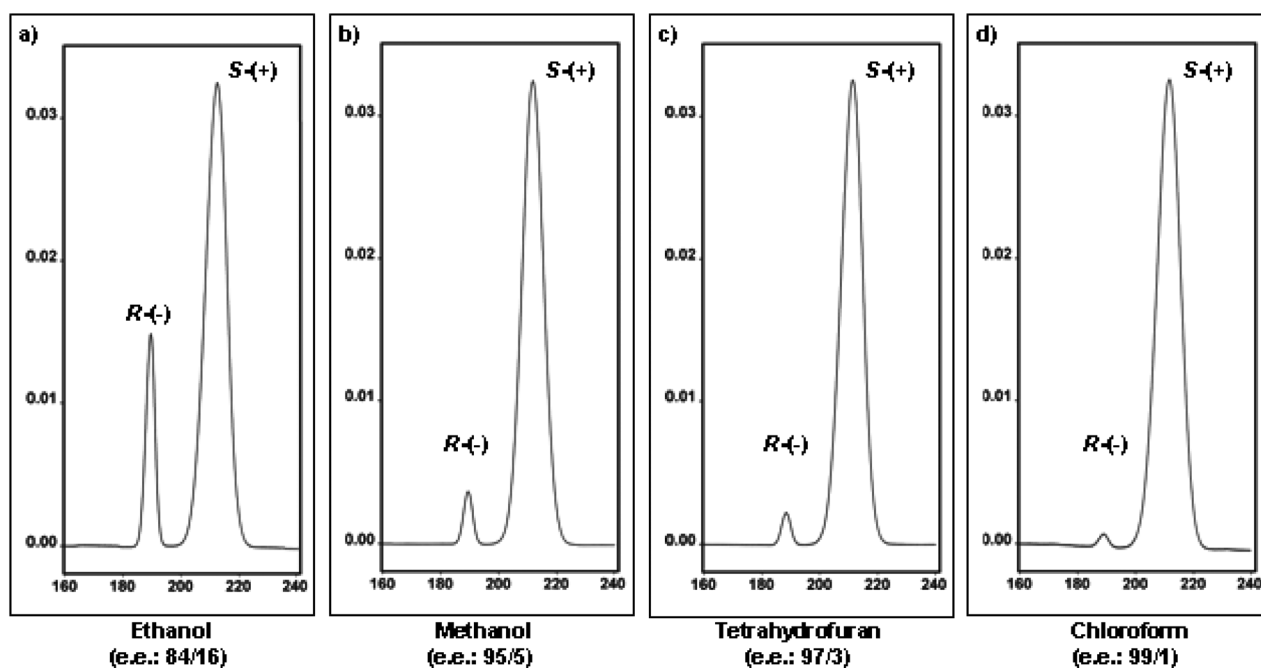 a)
S-(+)
0.03
0.02
R-(-)
0.01
0.00
160 180 200 220 240
Ethanol
(e.e.: 84/16)
b)
S-(+)
0.03
0.02
0.01
R-(-)
0.00
160 180 200 220 240
Methanol
(e.e.: 95/5)
c)
S-(+)
0.03
0.02
0.01
R-(-)
0.00
160 180 200 220 240
Tetrahydrofuran
(e.e.: 97/3)
d)
S-(+)
0.03
0.02
0.01
R-(-)
0.00
160 180 200 220 240
Chloroform
(e.e.: 99/1)